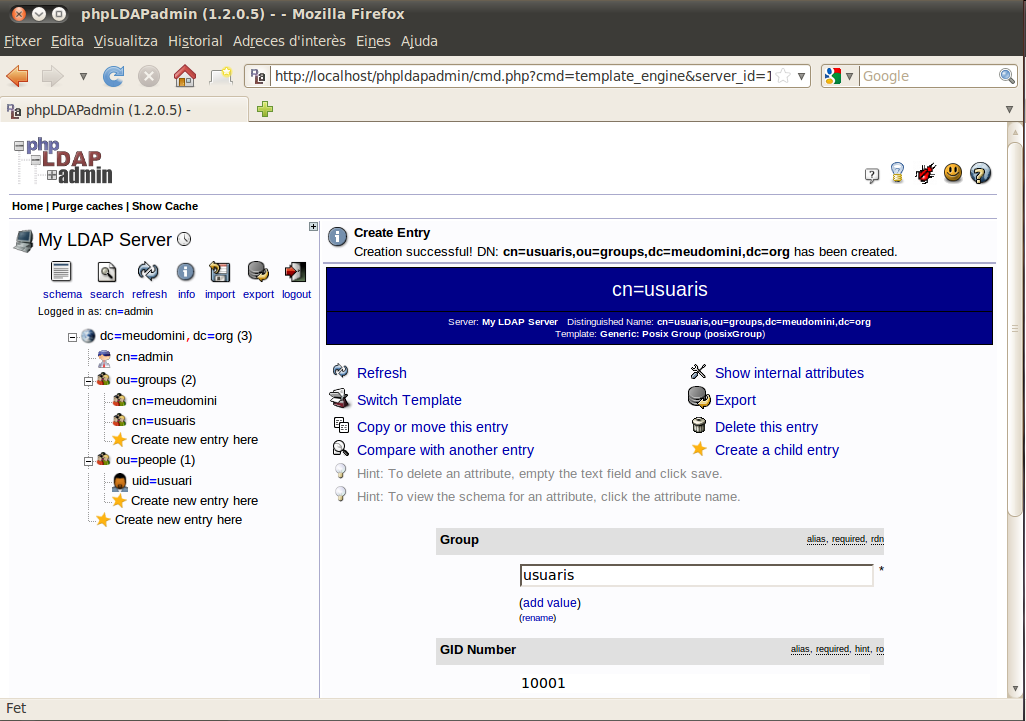 phpLDAPadmin (1.2.0.5) - - Mozilla Firefox
Fitxer Edita Visualitza Historial Adreces d'interès Eines Ajuda
http://localhost/phpldapadmin/cmd.php?cmd=template_engine&server_id=1
Google
phpLDAPadmin (1.2.0.5) -
php
LDAP
admin
Home | Purge caches | Show Cache
My LDAP Server
schema search refresh info import export logout
Logged in as: cn=admin
dc=meudomini, dc=org (3)
cn=admin
ou=groups (2)
cn=meudomini
cn=usuaris
Create new entry here
ou=people (1)
uid=usuari
Create new entry here
Create new entry here
Create Entry
Creation successful! DN: cn=usuaris,ou=groups,dc=meudomini,dc=org has been created.
cn=usuaris
Server: My LDAP Server Distinguished Name: cn=usuaris,ou=groups,dc=meudomini,dc=org
Template: Generic: Posix Group (posixGroup)
Refresh Show internal attributes
Switch Template Export
Copy or move this entry Delete this entry
Compare with another entry Create a child entry
Hint: To delete an attribute, empty the text field and click save.
Hint: To view the schema for an attribute, click the attribute name.
Group alias, required, rdn
usuaris *
(add value)
(rename)
GID Number alias, required, hint, ro
10001
Fet